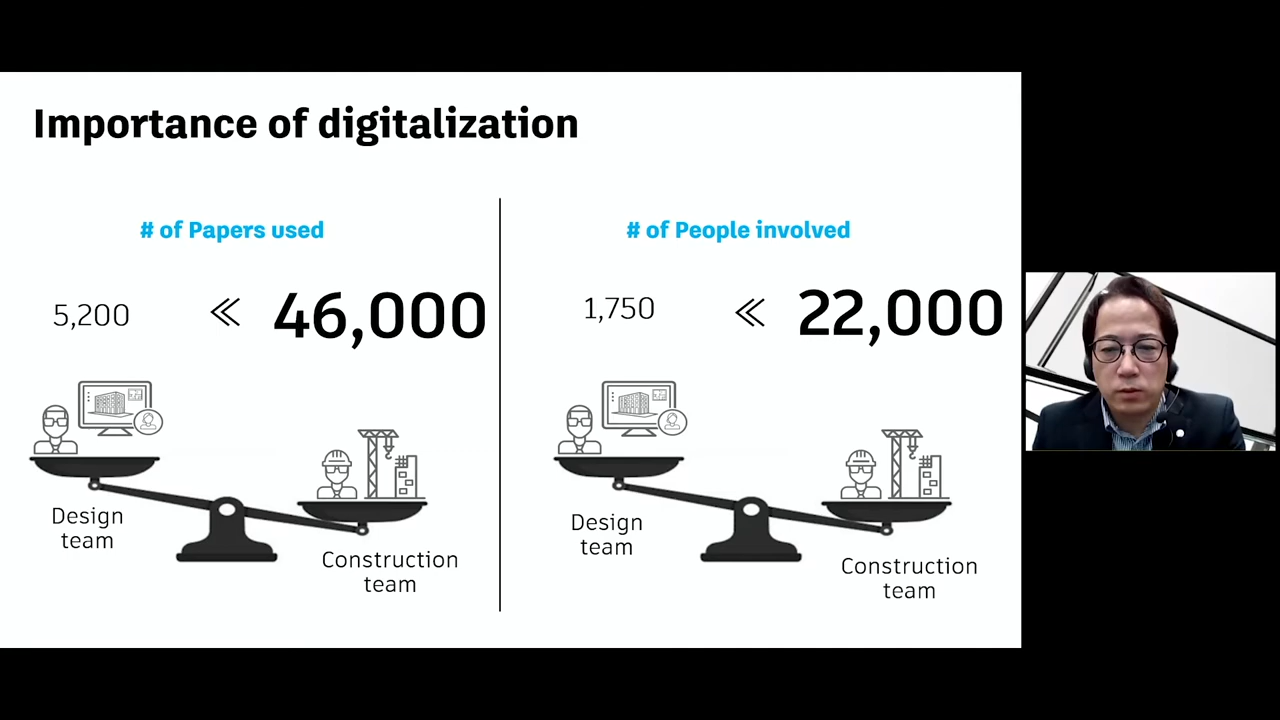 Importance of digitalization
# of Papers used
5,200 ≪ 46,000
Design
team
Construction
team
# of People involved
1,750 ≪ 22,000
Design
team
Construction
team